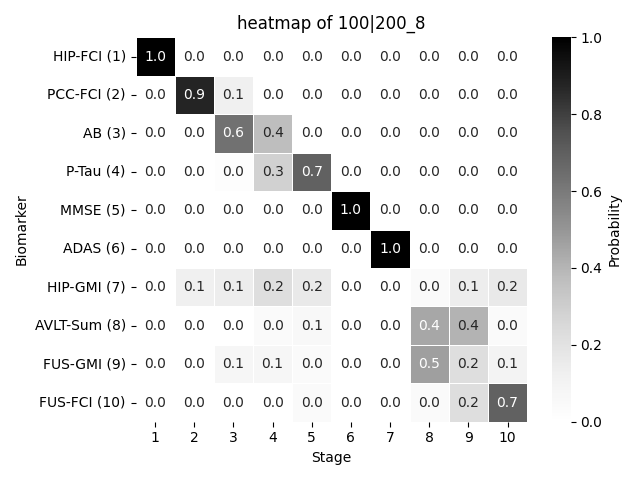 heatmap of 100|200_8
HIP-FCI (1) 1.0 0.0 0.0 0.0 0.0 0.0 0.0 0.0 0.0 0.0
PCC-FCI (2) 0.0 0.9 0.1 0.0 0.0 0.0 0.0 0.0 0.0 0.0
AB (3) 0.0 0.0 0.6 0.4 0.0 0.0 0.0 0.0 0.0 0.0
P-Tau (4) 0.0 0.0 0.0 0.3 0.7 0.0 0.0 0.0 0.0 0.0
MMSE (5) 0.0 0.0 0.0 0.0 0.0 1.0 0.0 0.0 0.0 0.0
ADAS (6) 0.0 0.0 0.0 0.0 0.0 0.0 1.0 0.0 0.0 0.0
HIP-GMI (7) 0.0 0.1 0.1 0.2 0.2 0.0 0.0 0.0 0.1 0.2
AVLT-Sum (8) 0.0 0.0 0.0 0.0 0.1 0.0 0.0 0.4 0.4 0.0
FUS-GMI (9) 0.0 0.0 0.1 0.1 0.0 0.0 0.0 0.5 0.2 0.1
FUS-FCI (10) 0.0 0.0 0.0 0.0 0.0 0.0 0.0 0.0 0.2 0.7
1 2 3 4 5 6 7 8 9 10
Stage
Biomarker
1.0
0.8
0.6
0.4
0.2
0.0
Probability